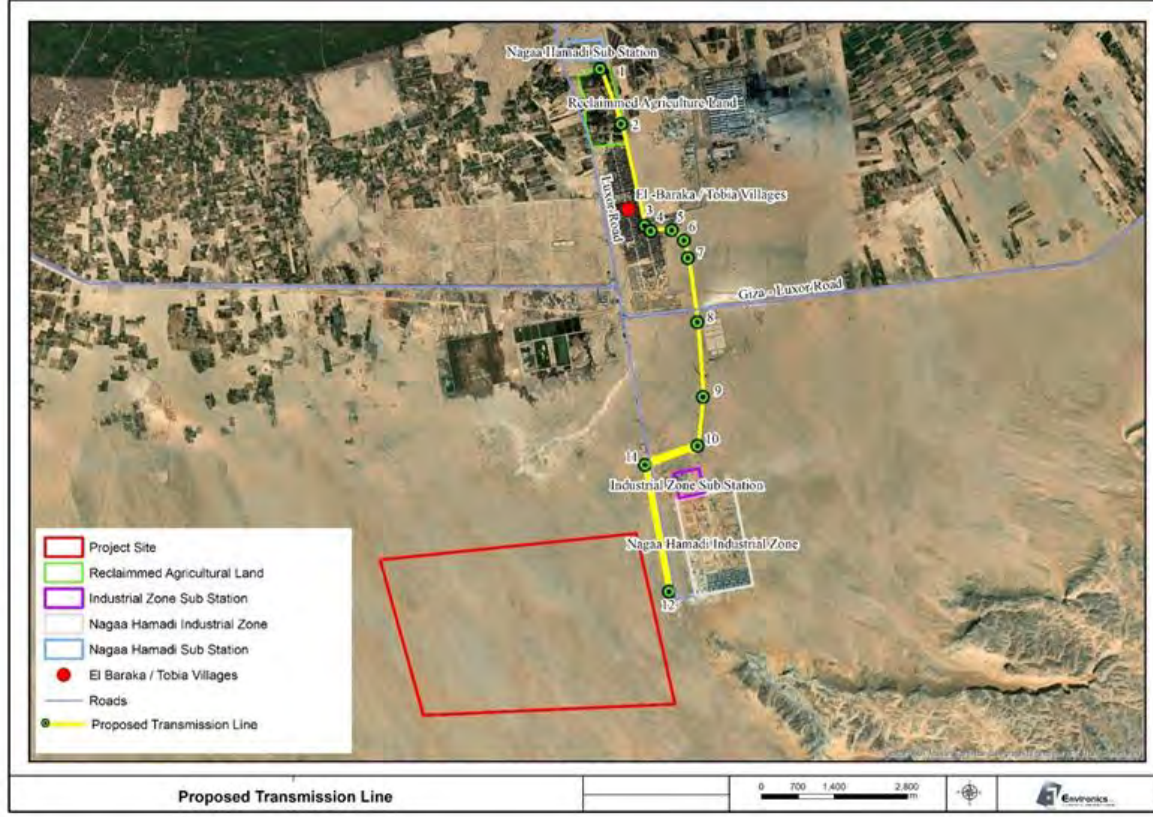 Nagaa Hamadi Sub Station
1
Reclaimmed Agriculture Land
2
El -Baraka / Tobia Villages
Luxor Road
3
4
5
6
7
Giza - Luxor Road
8
9
10
11
Industrial Zone Sub Station
Nagaa Hamadi Industrial Zone
12
Project Site
Reclaimmed Agricultural Land
Industrial Zone Sub Station
Nagaa Hamadi Industrial Zone
Nagaa Hamadi Sub Station
El Baraka / Tobia Villages
Roads
Proposed Transmission Line
Proposed Transmission Line
0 700 1,400 2,800
m
Environics